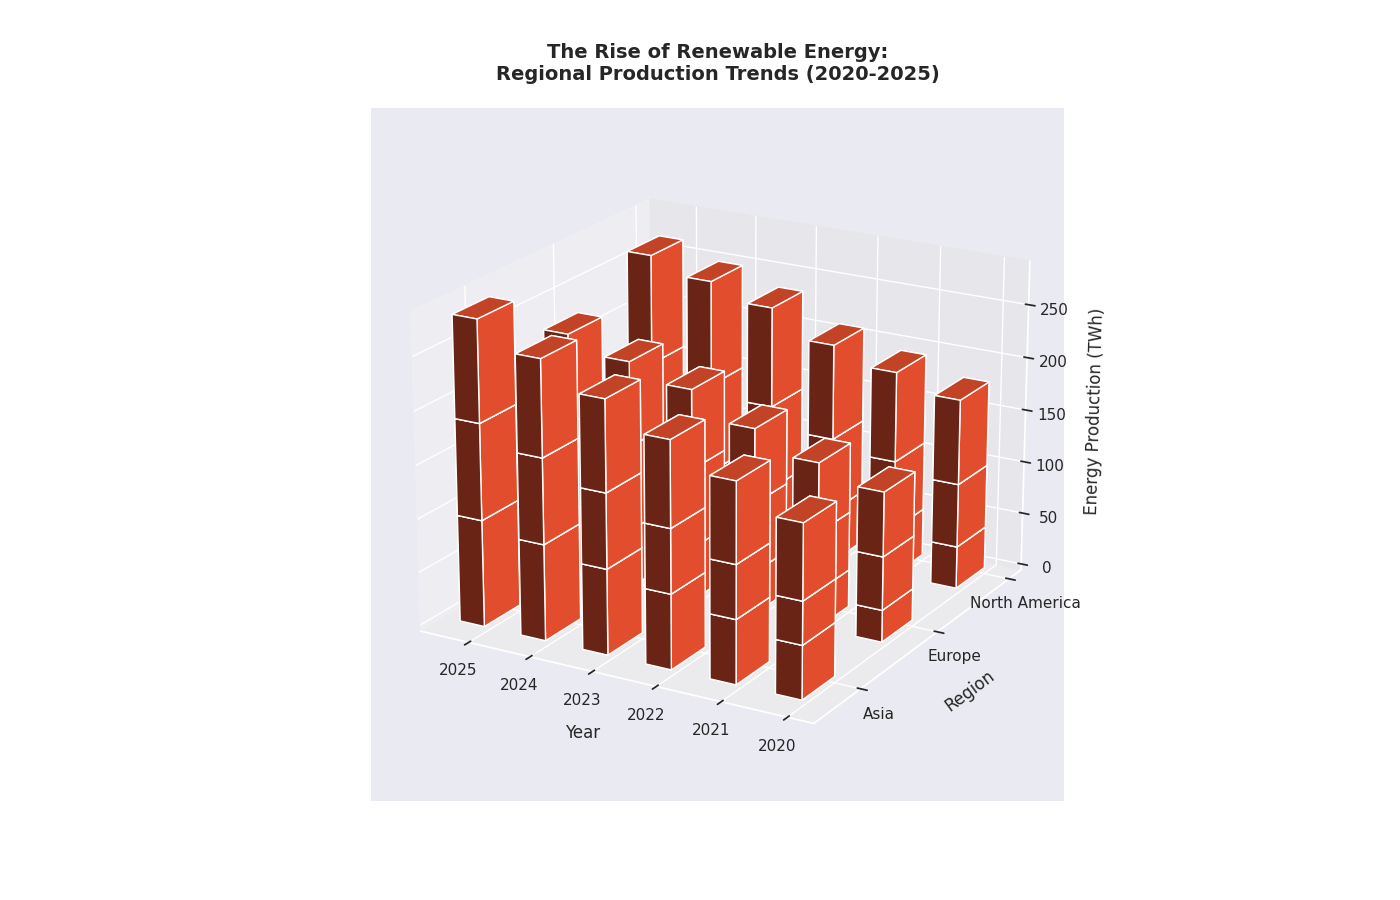 The Rise of Renewable Energy:
Regional Production Trends (2020-2025)
250
200
150
100
50
0
Energy Production (TWh)
North America
Europe
Asia
Region
2025
2024
2023
2022
2021
2020
Year